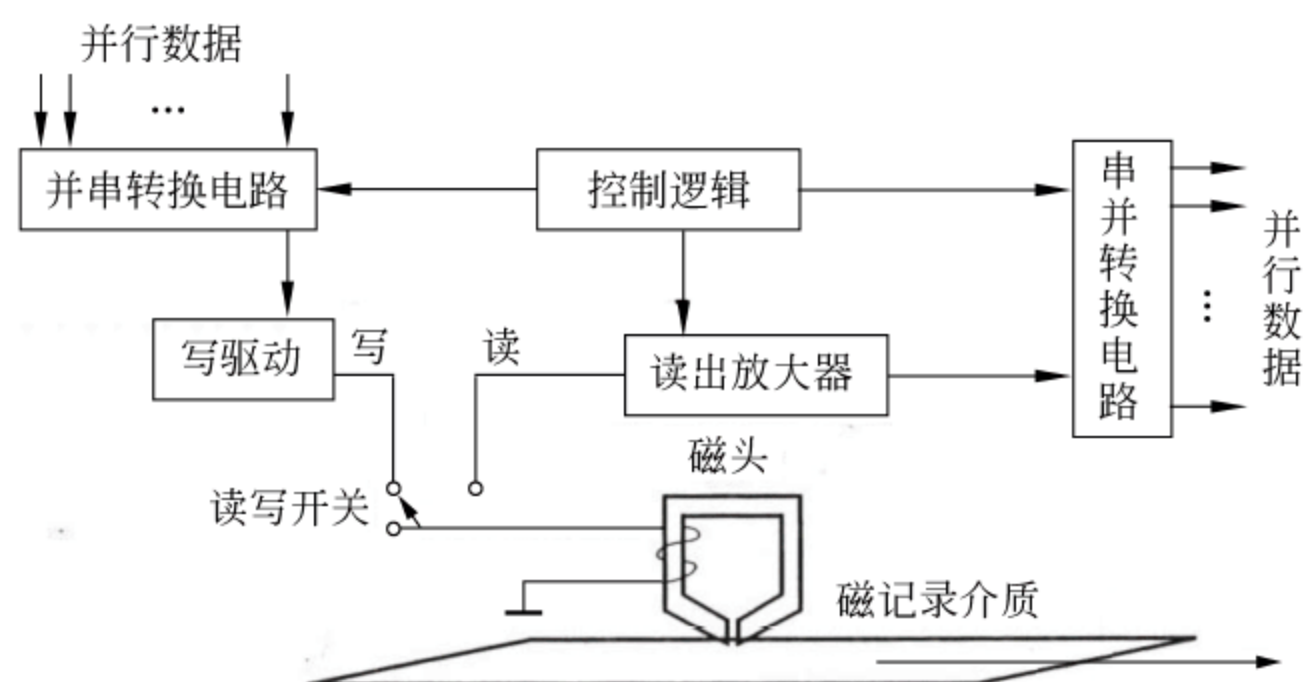 并行数据
…
并串转换电路
控制逻辑
串并转换电路
并行数据
…
写驱动
写
读
读出放大器
磁头
读写开关
磁记录介质